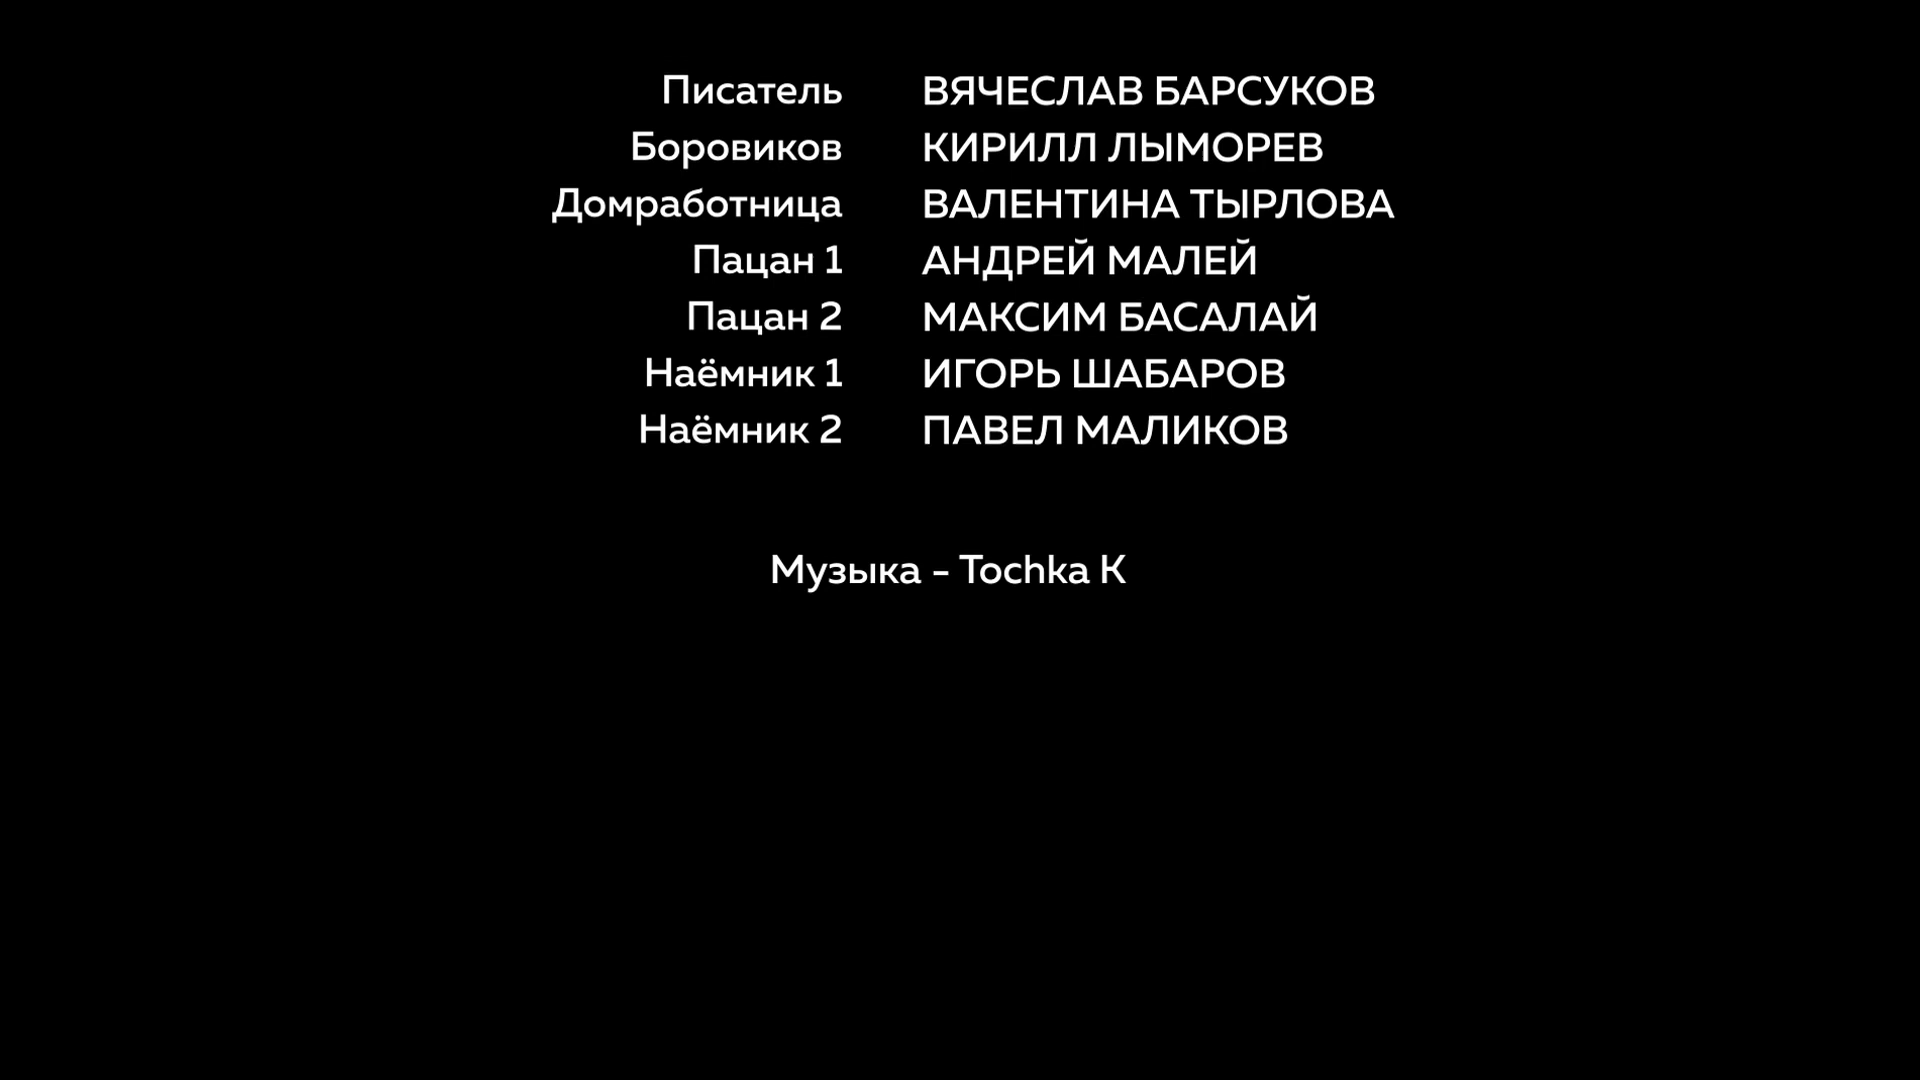 Писатель ВЯЧЕСЛАВ БАРСУКОВ
Боровиков КИРИЛЛ ЛЫМОРЕВ
Домработница ВАЛЕНТИНА ТЫРЛОВА
Пацан 1 АНДРЕЙ МАЛЕЙ
Пацан 2 МАКСИМ БАСАЛАЙ
Наёмник 1 ИГОРЬ ШАБАРОВ
Наёмник 2 ПАВЕЛ МАЛИКОВ
Музыка - Tochka K